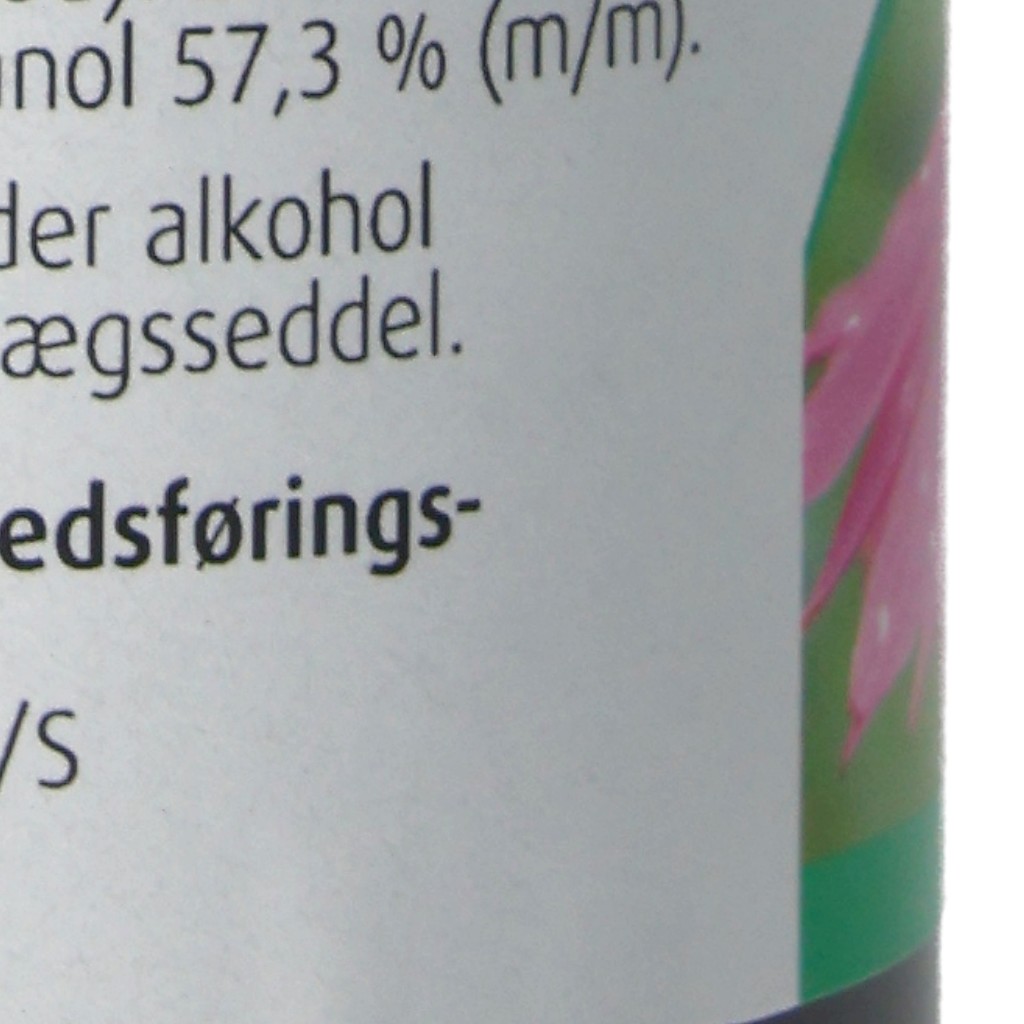 nol 57,3 % (m/m).
der alkohol
ægsseddel.
edsførings-
/S